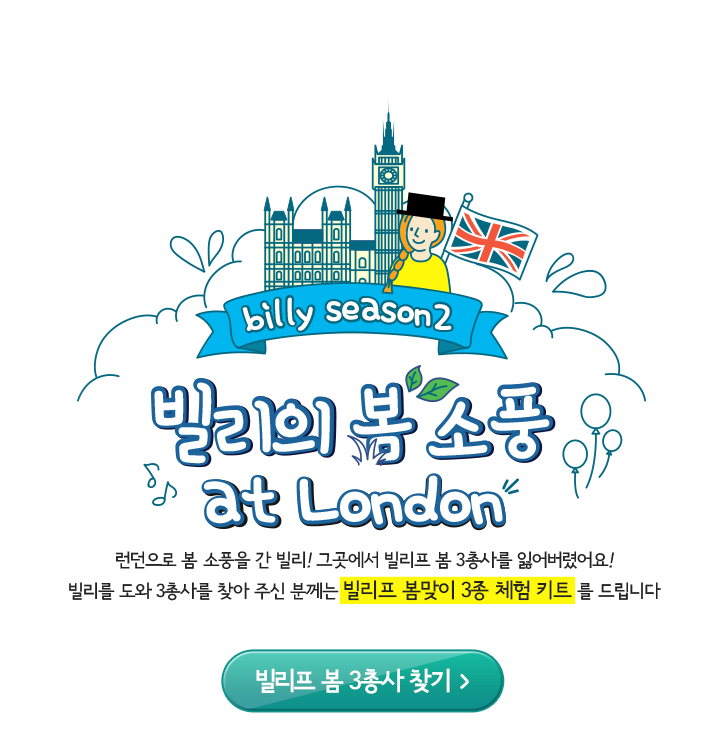 billy season2
빌리의 봄 소풍
at London
런던으로 봄 소풍을 간 빌리! 그곳에서 빌리프 봄 3총사를 잃어버렸어요!
빌리를 도와 3총사를 찾아 주신 분께는 빌리프 봄맞이 3종 체험 키트를 드립니다
빌리프 봄 3총사 찾기 >